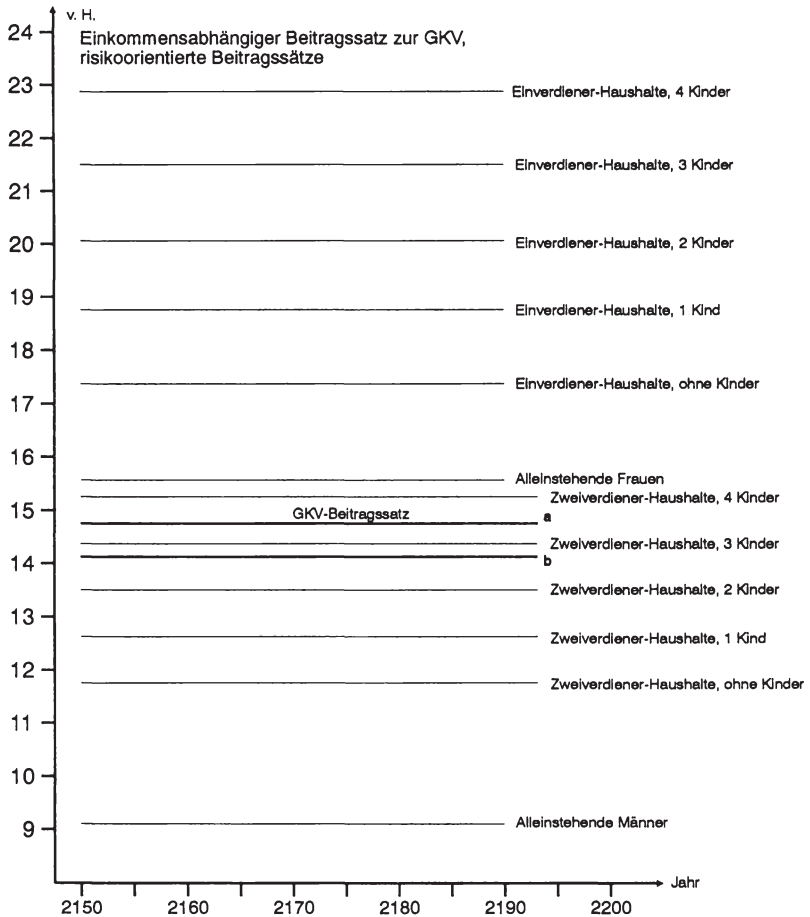 v. H.
Einkommensabhängiger Beitragssatz zur GKV,
risikoorientierte Beitragssätze
24
23
Einverdiener-Haushalte, 4 Kinder
22
Einverdiener-Haushalte, 3 Kinder
21
20
Einverdiener-Haushalte, 2 Kinder
19
Einverdiener-Haushalte, 1 Kind
18
Einverdiener-Haushalte, ohne Kinder
17
16
Alleinstehende Frauen
Zweiverdiener-Haushalte, 4 Kinder
15
GKV-Beitragssatz
a
Zweiverdiener-Haushalte, 3 Kinder
b
14
Zweiverdiener-Haushalte, 2 Kinder
13
Zweiverdiener-Haushalte, 1 Kind
12
Zweiverdiener-Haushalte, ohne Kinder
11
10
9
Alleinstehende Männer
Jahr
2150 2160 2170 2180 2190 2200